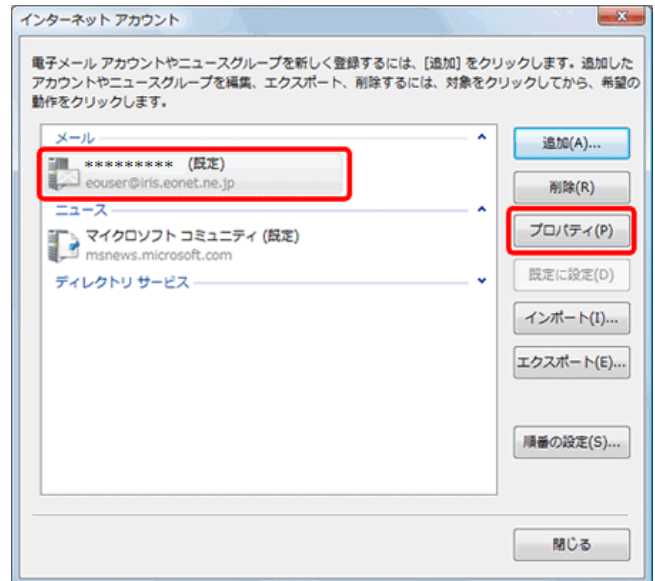 インターネット アカウント
電子メール アカウントやニュースグループを新しく登録するには、[追加] をクリックします。追加した
アカウントやニュースグループを編集、エクスポート、削除するには、対象をクリックしてから、希望の
動作をクリックします。
メール
追加(A)...
********* (既定)
eouser@iris.eonet.ne.jp
削除(R)
ニュース
プロパティ(P)
マイクロソフト コミュニティ (既定)
msnews.microsoft.com
既定に設定(D)
ディレクトリ サービス
インポート(I)...
エクスポート(E)...
順番の設定(S)...
閉じる